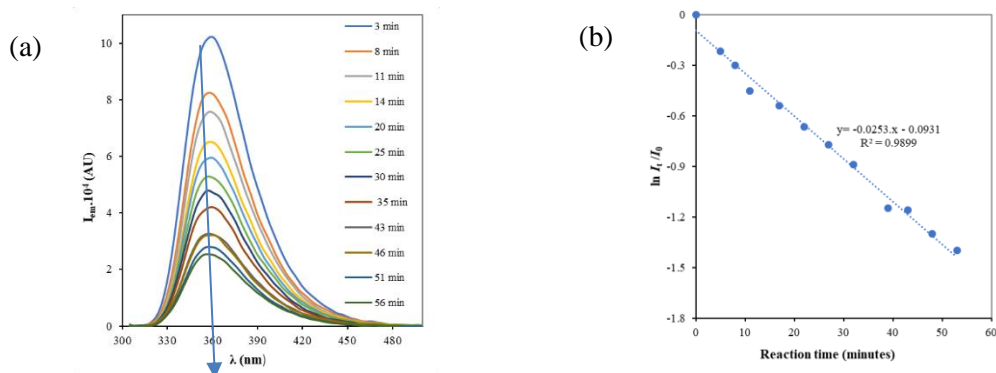 (a)
10
8
6
4
2
0
I_em.10⁴ (AU)
300 330 360 390 420 450 480
λ (nm)
3 min
8 min
11 min
14 min
20 min
25 min
30 min
35 min
43 min
46 min
51 min
56 min
(b)
0
-0.3
-0.6
-0.9
-1.2
-1.5
-1.8
ln I_t /I_0
y= -0.0253.x - 0.0931
R² = 0.9899
0 10 20 30 40 50 60
Reaction time (minutes)